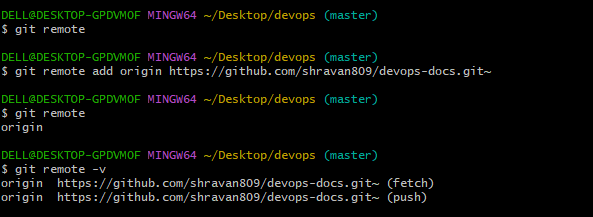 DELL@DESKTOP-GPDVM0F MINGW64 ~/Desktop/devops (master)
$ git remote
DELL@DESKTOP-GPDVM0F MINGW64 ~/Desktop/devops (master)
$ git remote add origin https://github.com/shravan809/devops-docs.git~
DELL@DESKTOP-GPDVM0F MINGW64 ~/Desktop/devops (master)
$ git remote
origin
DELL@DESKTOP-GPDVM0F MINGW64 ~/Desktop/devops (master)
$ git remote -v
origin  https://github.com/shravan809/devops-docs.git~ (fetch)
origin  https://github.com/shravan809/devops-docs.git~ (push)